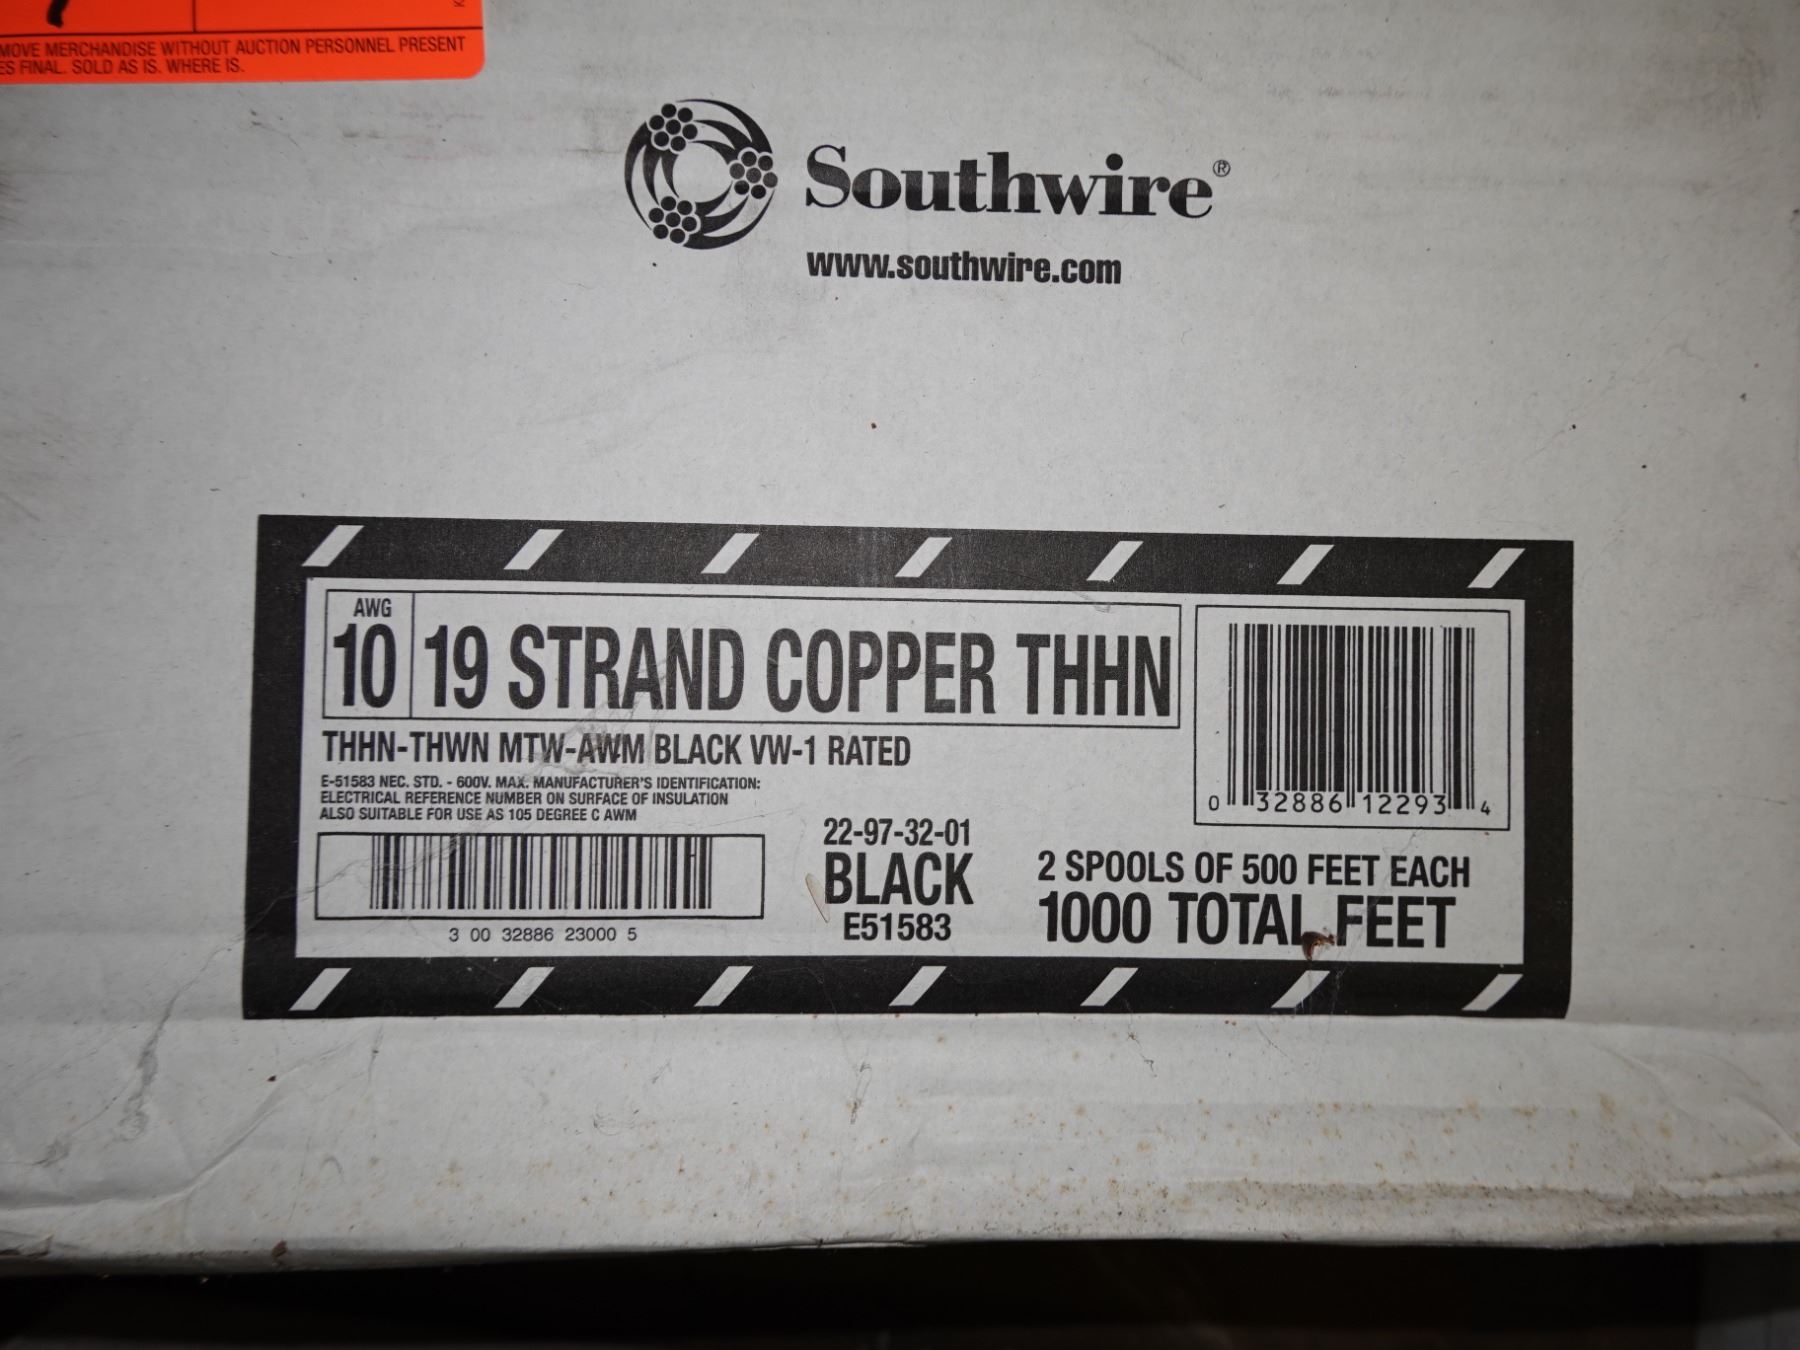 MOVE MERCHANDISE WITHOUT AUCTION PERSONNEL PRESENT
ES FINAL. SOLD AS IS. WHERE IS.
Southwire®
www.southwire.com
AWG
10 19 STRAND COPPER THHN
THHN-THWN MTW-AWM BLACK VW-1 RATED
E-51583 NEC. STD. - 600V. MAX. MANUFACTURER'S IDENTIFICATION:
ELECTRICAL REFERENCE NUMBER ON SURFACE OF INSULATION
ALSO SUITABLE FOR USE AS 105 DEGREE C AWM
3 00 32886 23000 5
22-97-32-01
BLACK
E51583
0 32886 12293 4
2 SPOOLS OF 500 FEET EACH
1000 TOTAL FEET